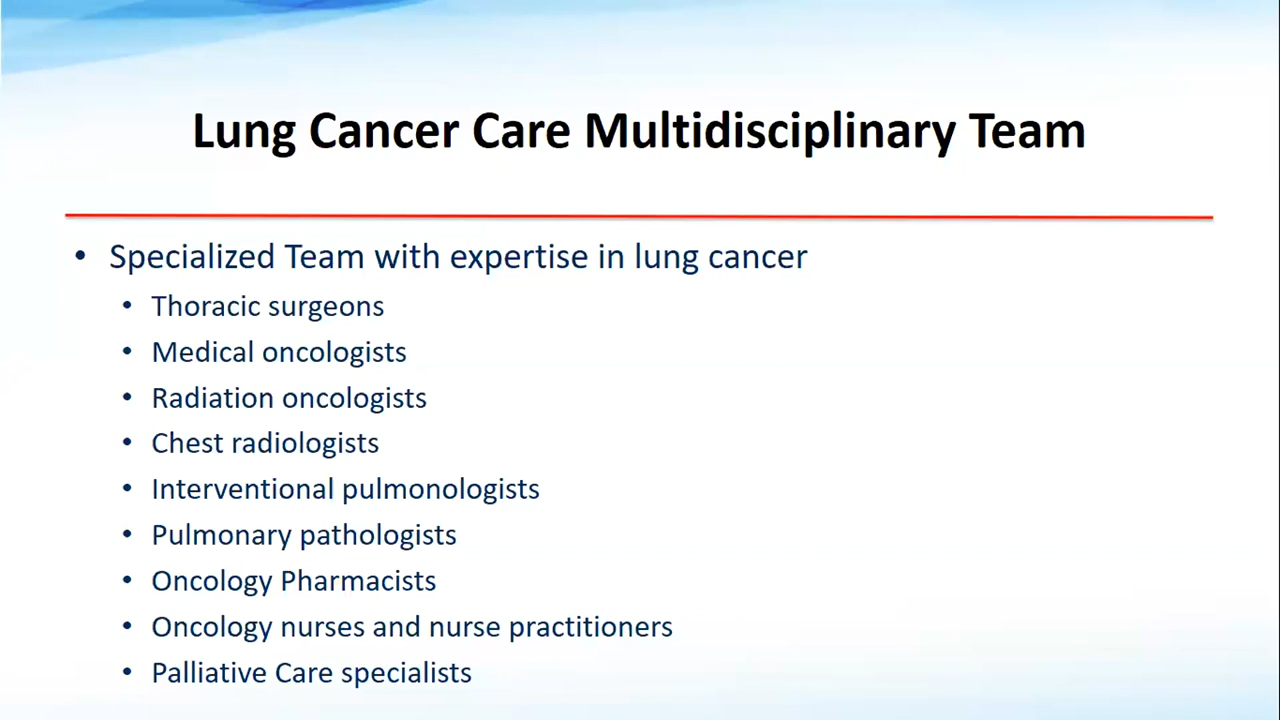 Lung Cancer Care Multidisciplinary Team
• Specialized Team with expertise in lung cancer
• Thoracic surgeons
• Medical oncologists
• Radiation oncologists
• Chest radiologists
• Interventional pulmonologists
• Pulmonary pathologists
• Oncology Pharmacists
• Oncology nurses and nurse practitioners
• Palliative Care specialists